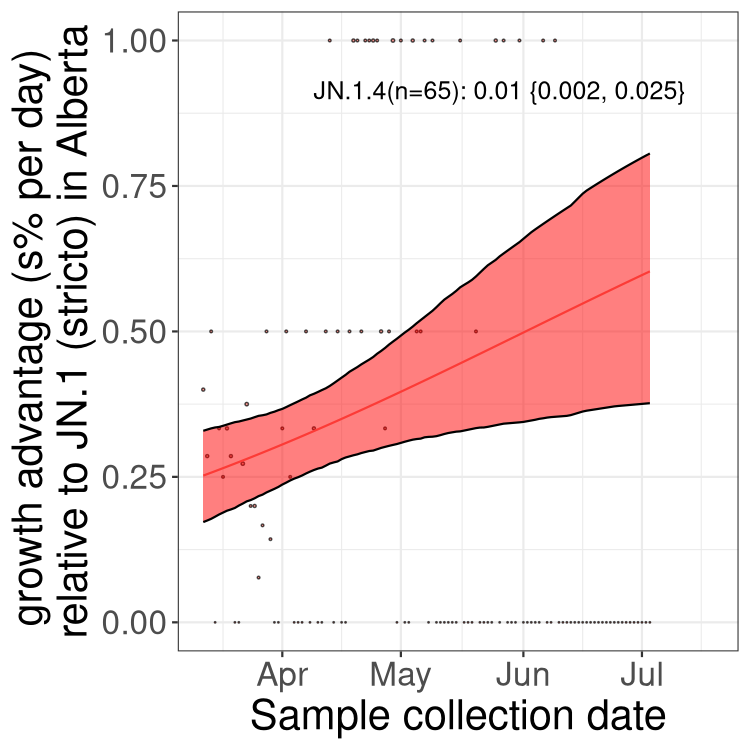 growth advantage (s% per day)
relative to JN.1 (stricto) in Alberta
1.00
0.75
0.50
0.25
0.00
JN.1.4(n=65): 0.01 {0.002, 0.025}
Apr May Jun Jul
Sample collection date